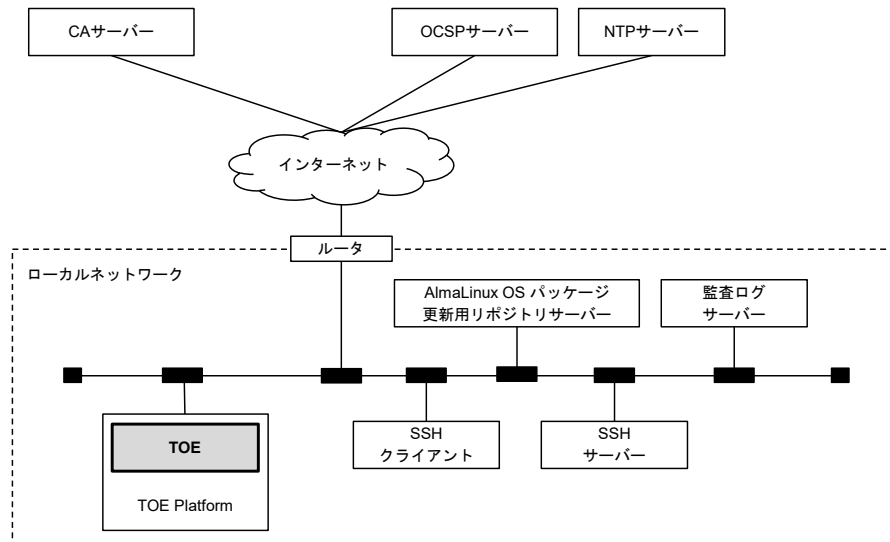 CAサーバー
OCSPサーバー
NTPサーバー
インターネット
ルータ
ローカルネットワーク
AlmaLinux OS パッケージ
更新用リポジトリサーバー
監査ログ
サーバー
SSH
クライアント
SSH
サーバー
TOE
TOE Platform